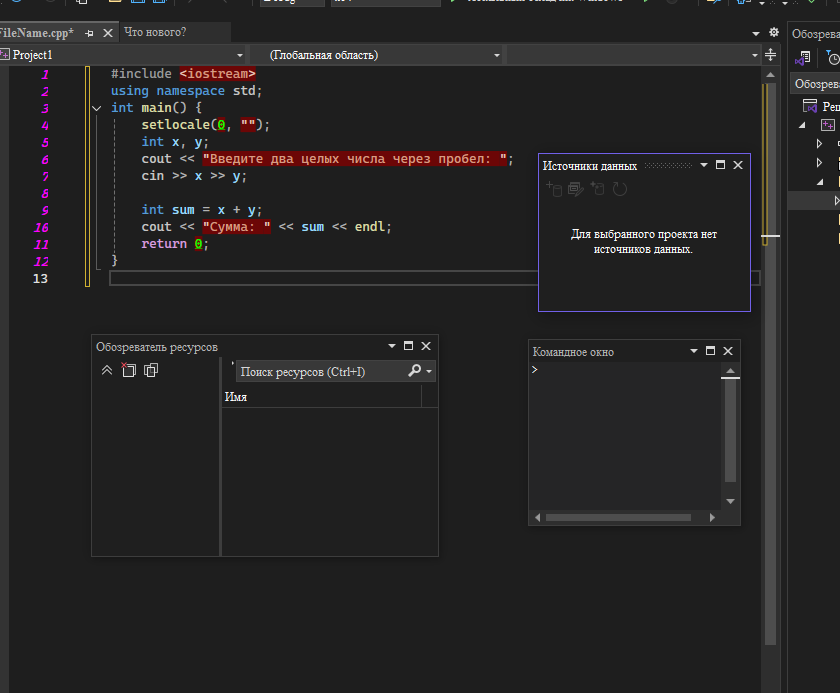 FileName.cpp*
Что нового?
Project1
(Глобальная область)
1 #include <iostream>
2 using namespace std;
3 int main() {
4 setlocale(0, "");
5 int x, y;
6 cout << "Введите два целых числа через пробел: ";
7 cin >> x >> y;
8
9 int sum = x + y;
10 cout << "Сумма: " << sum << endl;
11 return 0;
12 }
13
Источники данных
Для выбранного проекта нет
источников данных.
Обозреватель ресурсов
Поиск ресурсов (Ctrl+I)
Имя
Командное окно
>
Обозрева
Обозрева
Реш